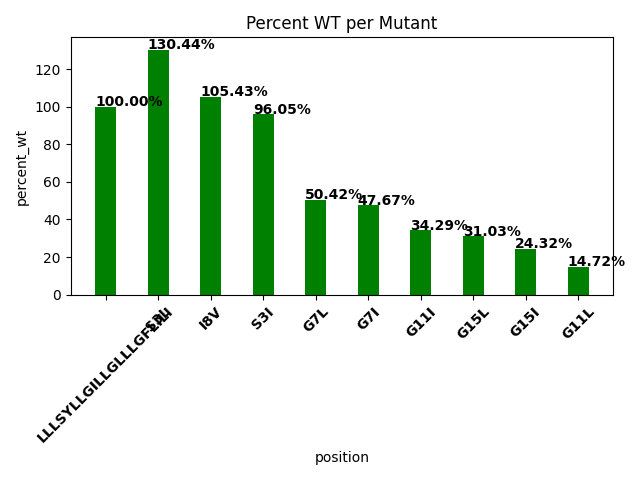 Percent WT per Mutant
percent_wt
120
100
80
60
40
20
0
100.00%
130.44%
105.43%
96.05%
50.42%
47.67%
34.29%
31.03%
24.32%
14.72%
S3L
I8V
S3I
G7L
G7I
G11I
G15L
G15I
G11L
position